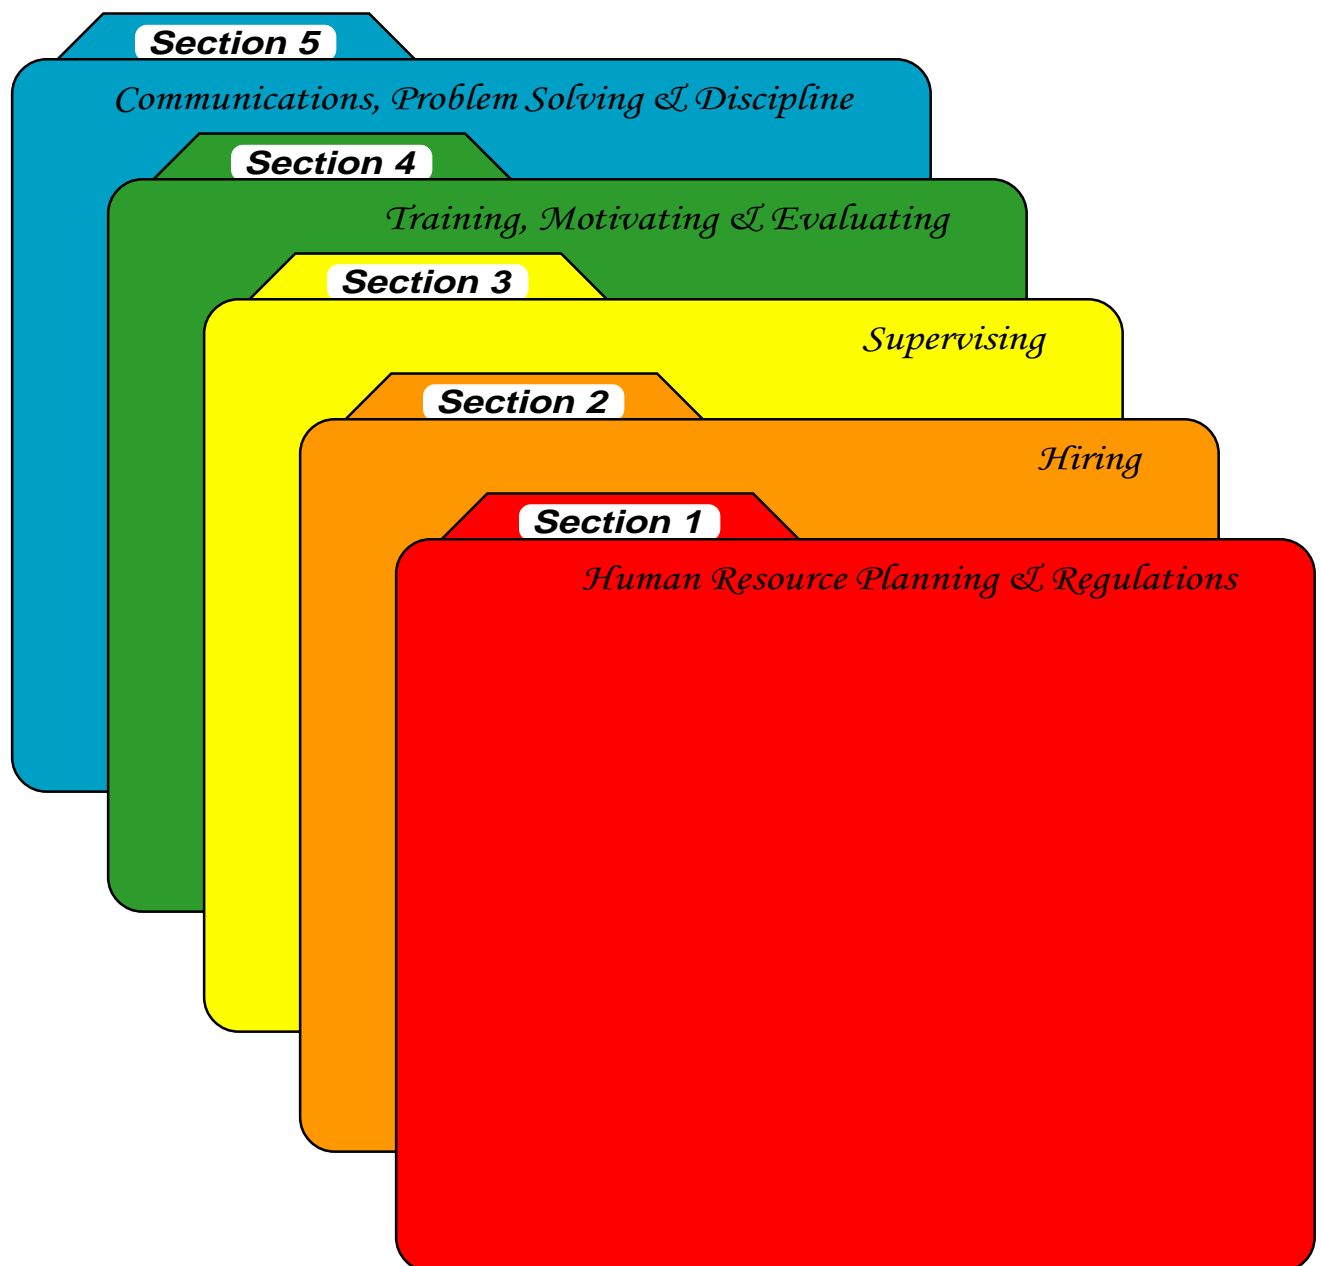 Section 5
Communications, Problem Solving & Discipline
Section 4
Training, Motivating & Evaluating
Section 3
Supervising
Section 2
Hiring
Section 1
Human Resource Planning & Regulations